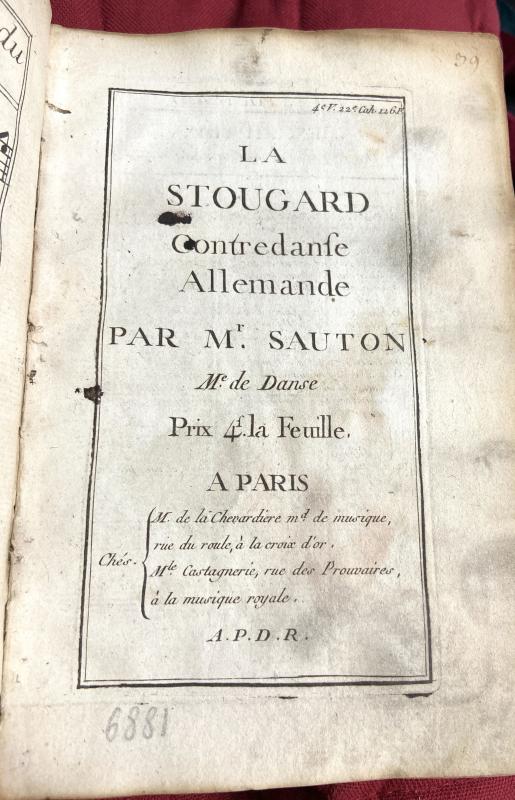 du
39
4e V. 22e Cah. 126 F.
LA
STOUGARD
Contredanſe
Allemande
PAR Mr. SAUTON
Me. de Danse
Prix 4ſ. la Feuille.
A PARIS
Chés.
M. de la Chevardiere md. de musique,
rue du roule, à la croix d'or.
Mlle Castagnerie, rue des Prouvaires,
à la musique royale.
A.P.D.R.
6881